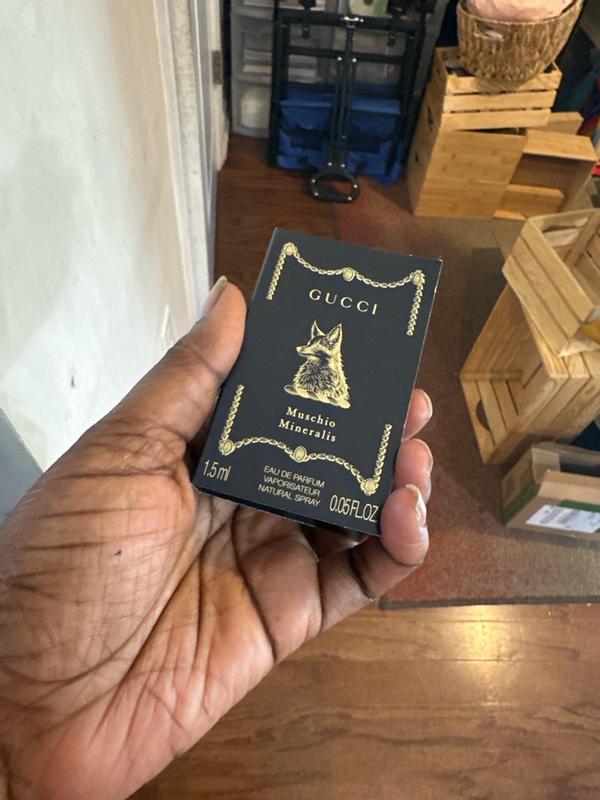 GUCCI
Muschio
Mineralis
1.5 ml
EAU DE PARFUM
VAPORISATEUR
NATURAL SPRAY
0.05 FL.OZ